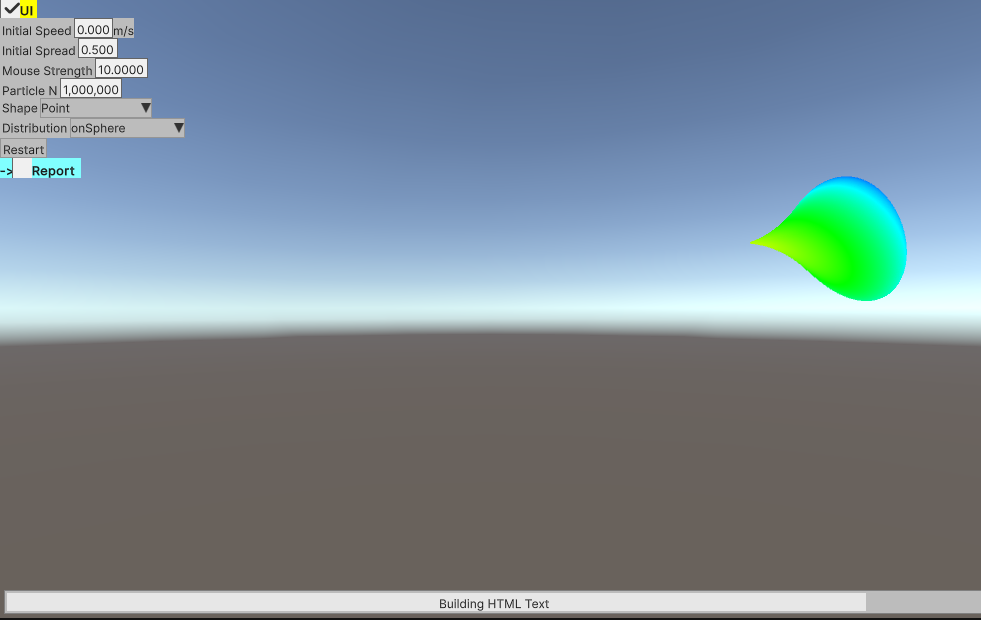 UI
Initial Speed 0.000 m/s
Initial Spread 0.500
Mouse Strength 10.0000
Particle N 1,000,000
Shape Point
Distribution onSphere
Restart
-> Report
Building HTML Text